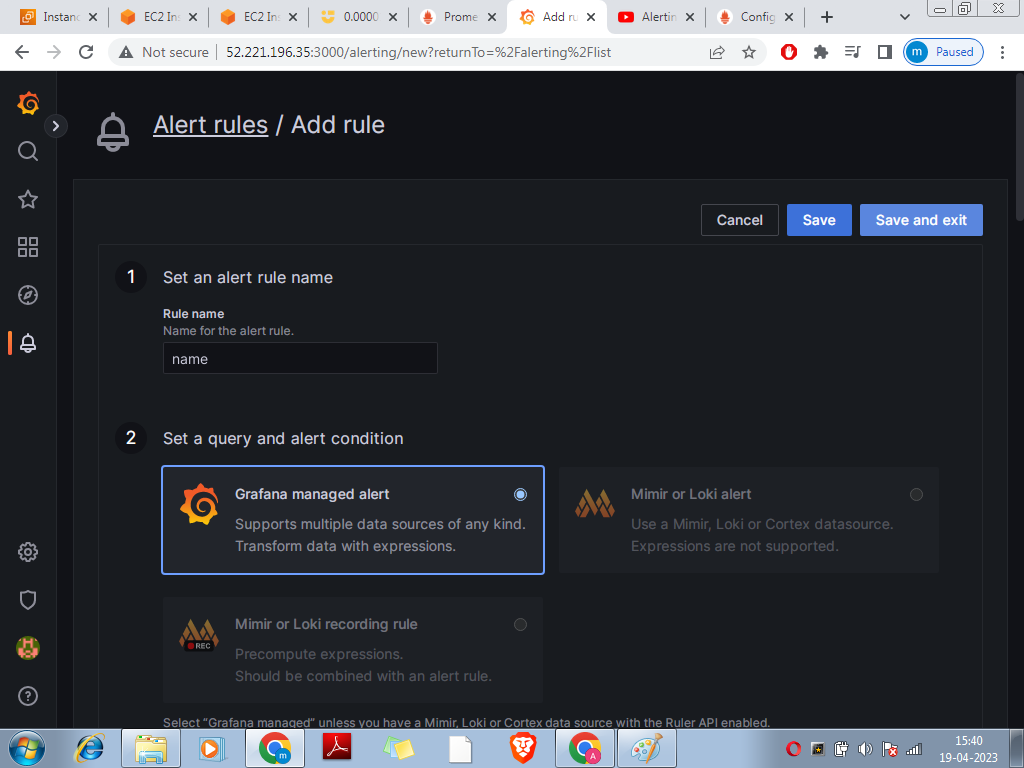 Instanc
EC2 Ins
EC2 Ins
0.0000
Prome
Add ru
Alertin
Config
Not secure
52.221.196.35:3000/alerting/new?returnTo=%2Falerting%2Flist
m
Paused
Alert rules / Add rule
Cancel
Save
Save and exit
1
Set an alert rule name
Rule name
Name for the alert rule.
name
2
Set a query and alert condition
Grafana managed alert
Supports multiple data sources of any kind.
Transform data with expressions.
Mimir or Loki alert
Use a Mimir, Loki or Cortex datasource.
Expressions are not supported.
Mimir or Loki recording rule
REC
Precompute expressions.
Should be combined with an alert rule.
Select “Grafana managed” unless you have a Mimir, Loki or Cortex data source with the Ruler API enabled.
m
A
15:40
19-04-2023